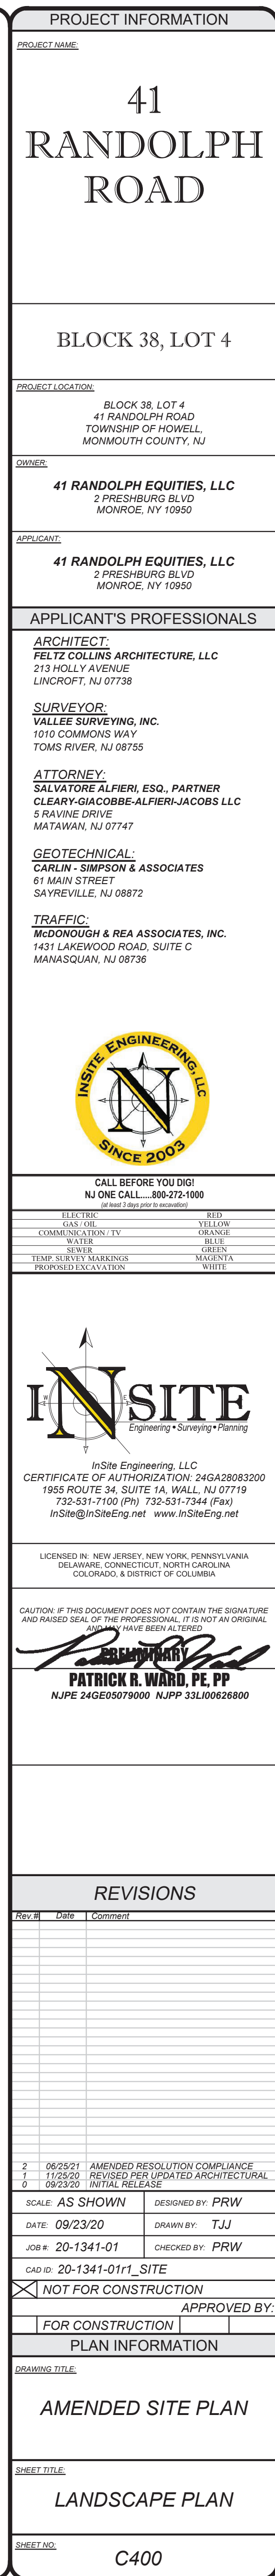 PROJECT INFORMATION
PROJECT NAME:
41
RANDOLPH
ROAD
BLOCK 38, LOT 4
PROJECT LOCATION:
BLOCK 38, LOT 4
41 RANDOLPH ROAD
TOWNSHIP OF HOWELL,
MONMOUTH COUNTY, NJ
OWNER:
41 RANDOLPH EQUITIES, LLC
2 PRESHBURG BLVD
MONROE, NY 10950
APPLICANT:
41 RANDOLPH EQUITIES, LLC
2 PRESHBURG BLVD
MONROE, NY 10950
APPLICANT'S PROFESSIONALS
ARCHITECT:
FELTZ COLLINS ARCHITECTURE, LLC
213 HOLLY AVENUE
LINCROFT, NJ 07738
SURVEYOR:
VALLEE SURVEYING, INC.
1010 COMMONS WAY
TOMS RIVER, NJ 08755
ATTORNEY:
SALVATORE ALFIERI, ESQ., PARTNER
CLEARY-GIACOBBE-ALFIERI-JACOBS LLC
5 RAVINE DRIVE
MATAWAN, NJ 07747
GEOTECHNICAL:
CARLIN - SIMPSON & ASSOCIATES
61 MAIN STREET
SAYREVILLE, NJ 08872
TRAFFIC:
McDONOUGH & REA ASSOCIATES, INC.
1431 LAKEWOOD ROAD, SUITE C
MANASQUAN, NJ 08736
INSITE ENGINEERING, LLC
N
SINCE 2003
CALL BEFORE YOU DIG!
NJ ONE CALL.....800-272-1000
(at least 3 days prior to excavation)
ELECTRIC RED
GAS / OIL YELLOW
COMMUNICATION / TV ORANGE
WATER BLUE
SEWER GREEN
TEMP. SURVEY MARKINGS MAGENTA
PROPOSED EXCAVATION WHITE
W E
INSITE
Engineering • Surveying • Planning
InSite Engineering, LLC
CERTIFICATE OF AUTHORIZATION: 24GA28083200
1955 ROUTE 34, SUITE 1A, WALL, NJ 07719
732-531-7100 (Ph) 732-531-7344 (Fax)
InSite@InSiteEng.net www.InSiteEng.net
LICENSED IN: NEW JERSEY, NEW YORK, PENNSYLVANIA
DELAWARE, CONNECTICUT, NORTH CAROLINA
COLORADO, & DISTRICT OF COLUMBIA
CAUTION: IF THIS DOCUMENT DOES NOT CONTAIN THE SIGNATURE
AND RAISED SEAL OF THE PROFESSIONAL, IT IS NOT AN ORIGINAL
AND MAY HAVE BEEN ALTERED
PRELIMINARY
PATRICK R. WARD, PE, PP
NJPE 24GE05079000 NJPP 33LI00626800
REVISIONS
Rev.# Date Comment
2 06/25/21 AMENDED RESOLUTION COMPLIANCE
1 11/25/20 REVISED PER UPDATED ARCHITECTURAL
0 09/23/20 INITIAL RELEASE
SCALE: AS SHOWN DESIGNED BY: PRW
DATE: 09/23/20 DRAWN BY: TJJ
JOB #: 20-1341-01 CHECKED BY: PRW
CAD ID: 20-1341-01r1_SITE
NOT FOR CONSTRUCTION
APPROVED BY:
FOR CONSTRUCTION
PLAN INFORMATION
DRAWING TITLE:
AMENDED SITE PLAN
SHEET TITLE:
LANDSCAPE PLAN
SHEET NO:
C400